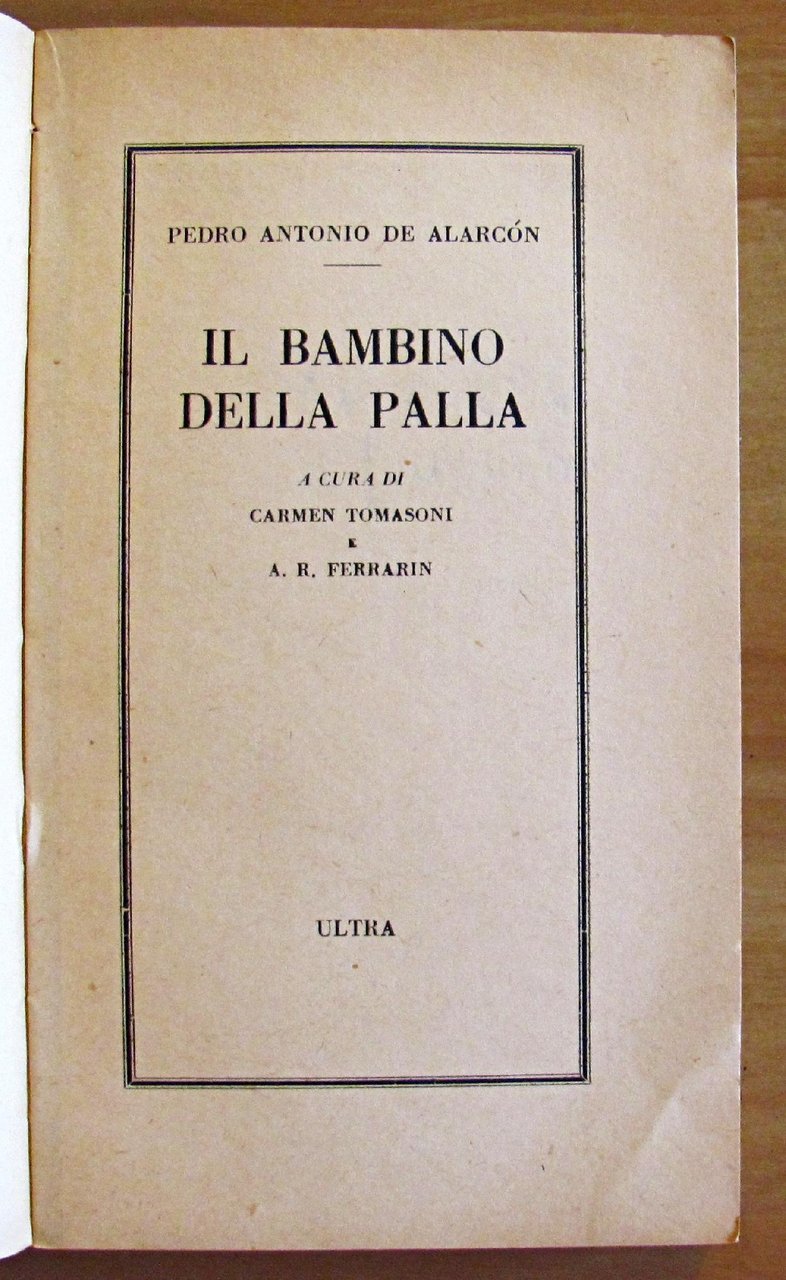 PEDRO ANTONIO DE ALARCÓN
IL BAMBINO
DELLA PALLA
A CURA DI
CARMEN TOMASONI
E
A. R. FERRARIN
ULTRA